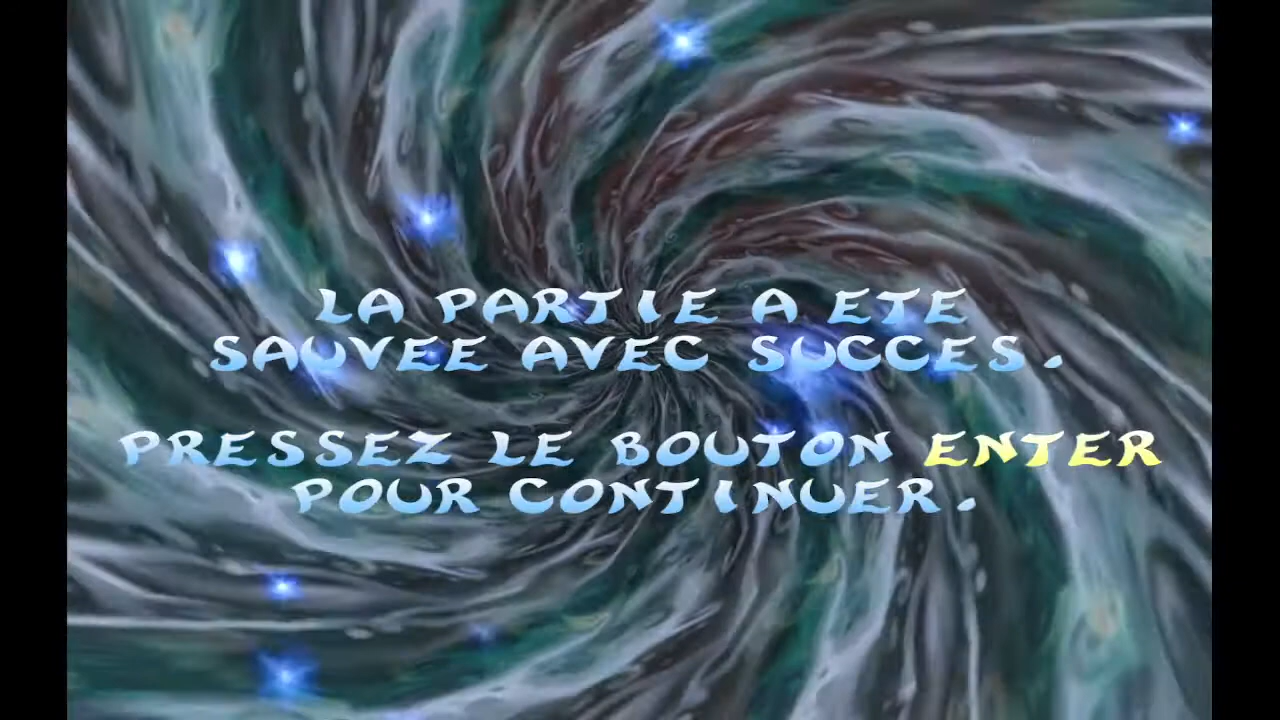 LA PARTIE A ETE
SAUVEE AVEC SUCCES.
PRESSEZ LE BOUTON ENTER
POUR CONTINUER.